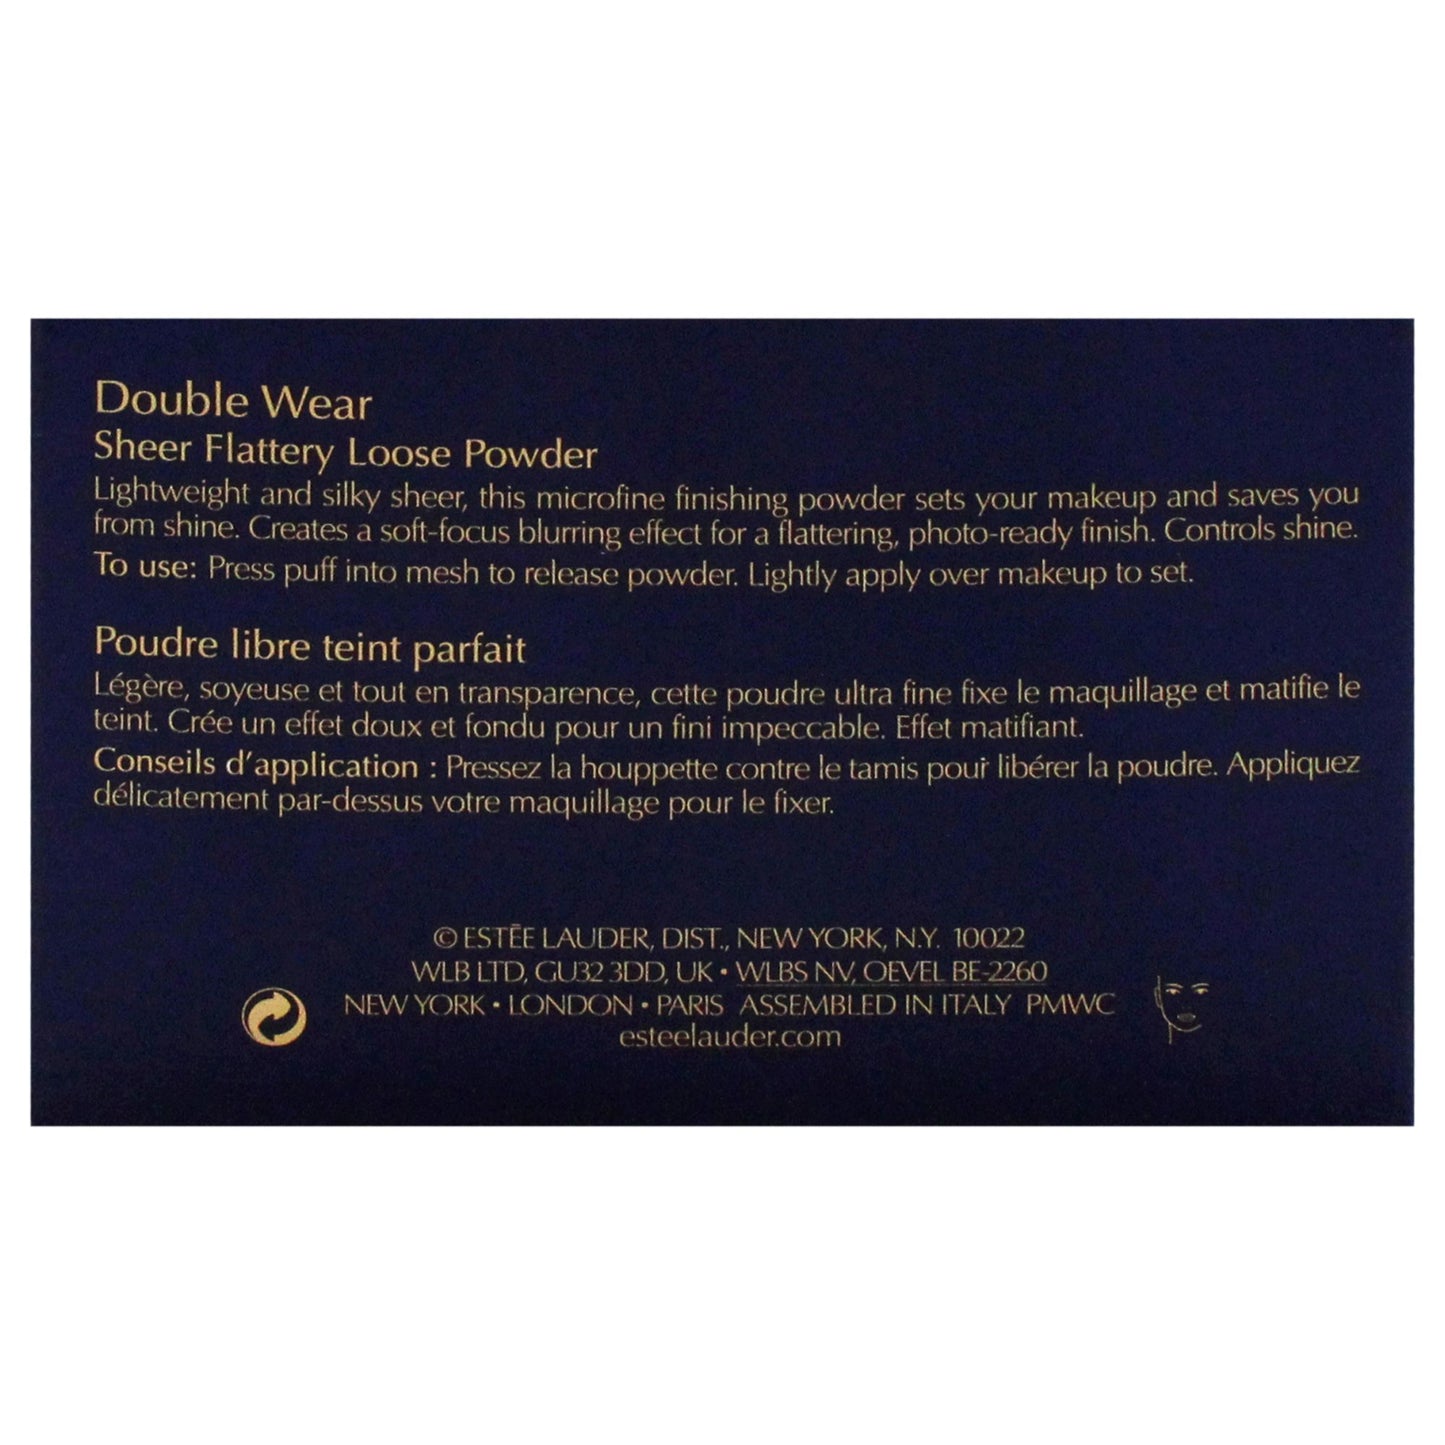 Double Wear
Sheer Flattery Loose Powder
Lightweight and silky sheer, this microfine finishing powder sets your makeup and saves you
from shine. Creates a soft-focus blurring effect for a flattering, photo-ready finish. Controls shine.
To use: Press puff into mesh to release powder. Lightly apply over makeup to set.
Poudre libre teint parfait
Légère, soyeuse et tout en transparence, cette poudre ultra fine fixe le maquillage et matifie le
teint. Crée un effet doux et fondu pour un fini impeccable. Effet matifiant.
Conseils d'application : Pressez la houppette contre le tamis pour libérer la poudre. Appliquez
délicatement par-dessus votre maquillage pour le fixer.
© ESTĒE LAUDER, DIST., NEW YORK, N.Y. 10022
WLB LTD, GU32 3DD, UK • WLBS NV, OEVEL BE-2260
NEW YORK • LONDON • PARIS ASSEMBLED IN ITALY PMWC
esteelauder.com